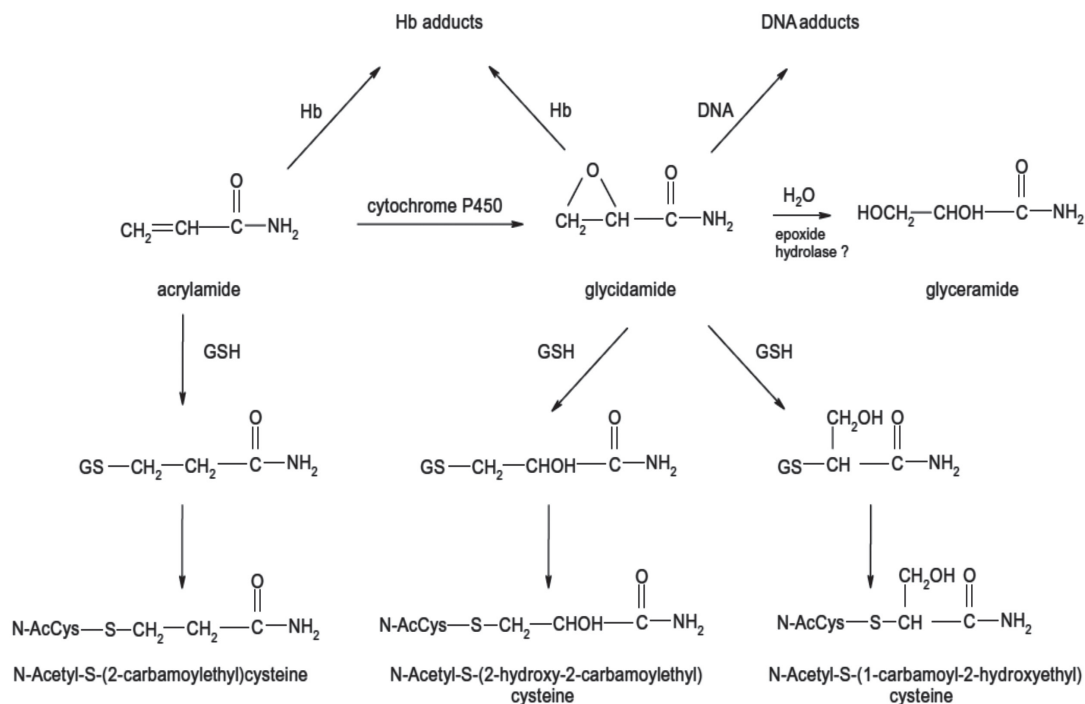 Hb adducts
DNA adducts
Hb
Hb
DNA
O
O
O
O
CH2=CH—C—NH2
cytochrome P450
CH2—CH—C—NH2
H2O
epoxide
hydrolase ?
HOCH2—CHOH—C—NH2
acrylamide
glycidamide
glyceramide
GSH
GSH
GSH
O
O
CH2OH
O
GS—CH2—CH2—C—NH2
GS—CH2—CHOH—C—NH2
GS—CH—C—NH2
O
O
CH2OH
O
N-AcCys—S—CH2—CH2—C—NH2
N-AcCys—S—CH2—CHOH—C—NH2
N-AcCys—S—CH—C—NH2
N-Acetyl-S-(2-carbamoylethyl)cysteine
N-Acetyl-S-(2-hydroxy-2-carbamoylethyl)
cysteine
N-Acetyl-S-(1-carbamoyl-2-hydroxyethyl)
cysteine